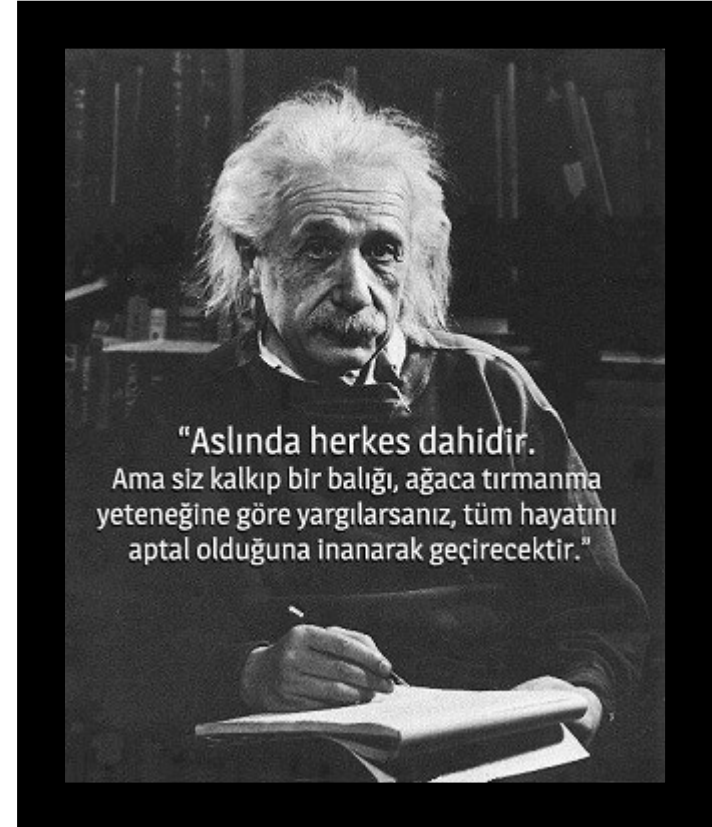 “Aslında herkes dahidir.
Ama siz kalkıp bir balığı, ağaca tırmanma
yeteneğine göre yargılarsanız, tüm hayatını
aptal olduğuna inanarak geçirecektir.”